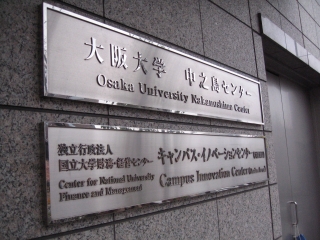 大阪大学 中之島センター
Osaka University Nakanoshima Center
独立行政法人
国立大学財務・経営センター
Center for National University
Finance and Management
キャンパス・イノベーションセンター
Campus Innovation Center